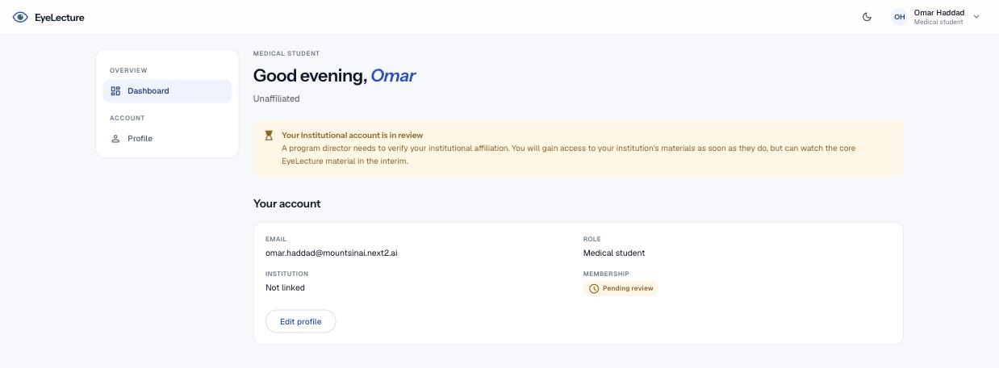 EyeLecture
OH
Omar Haddad
Medical student
OVERVIEW
Dashboard
ACCOUNT
Profile
MEDICAL STUDENT
Good evening, Omar
Unaffiliated
Your Institutional account is in review
A program director needs to verify your institutional affiliation. You will gain access to your institution's materials as soon as they do, but can watch the core
EyeLecture material in the interim.
Your account
EMAIL
omar.haddad@mountsinai.next2.ai
ROLE
Medical student
INSTITUTION
Not linked
MEMBERSHIP
Pending review
Edit profile